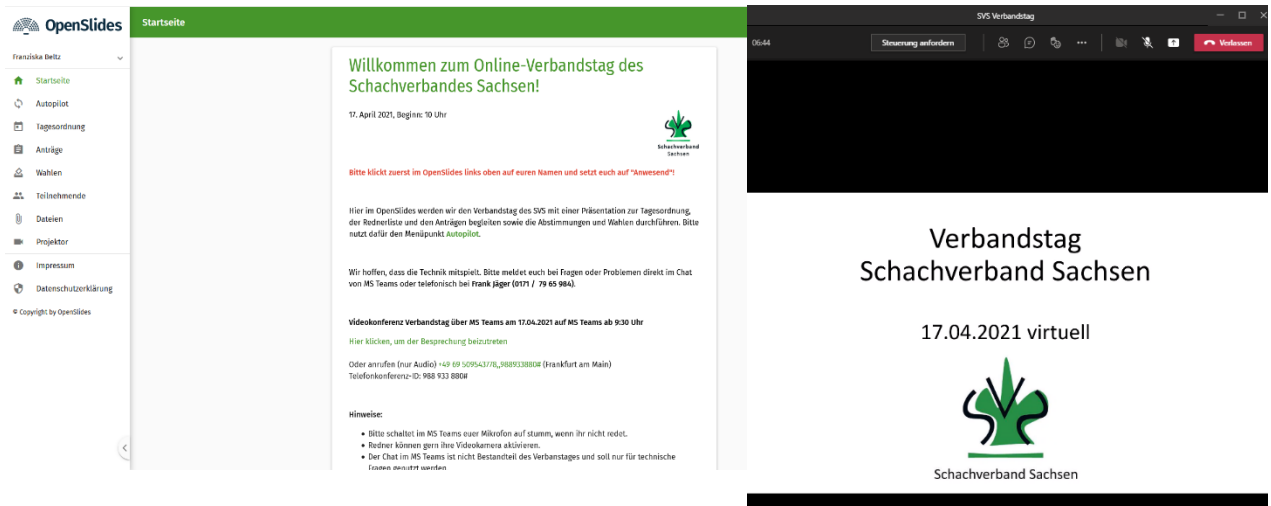 OpenSlides
Startseite
Franziska Beltz
Startseite
Autopilot
Tagesordnung
Anträge
Wahlen
Teilnehmende
Dateien
Projektor
Impressum
Datenschutzerklärung
© Copyright by OpenSlides
Willkommen zum Online-Verbandstag des
Schachverbandes Sachsen!
17. April 2021, Beginn: 10 Uhr
Schachverband
Sachsen
Bitte klickt zuerst im OpenSlides links oben auf euren Namen und setzt euch auf "Anwesend"!
Hier im OpenSlides werden wir den Verbandstag des SVS mit einer Präsentation zur Tagesordnung,
der Rednerliste und den Anträgen begleiten sowie die Abstimmungen und Wahlen durchführen. Bitte
nutzt dafür den Menüpunkt Autopilot.
Wir hoffen, dass die Technik mitspielt. Bitte meldet euch bei Fragen oder Problemen direkt im Chat
von MS Teams oder telefonisch bei Frank Jäger (0171 / 79 65 984).
Videokonferenz Verbandstag über MS Teams am 17.04.2021 auf MS Teams ab 9:30 Uhr
Hier klicken, um der Besprechung beizutreten
Oder anrufen (nur Audio) +49 69 509543778,,988933880# (Frankfurt am Main)
Telefonkonferenz-ID: 988 933 880#
Hinweise:
• Bitte schaltet im MS Teams euer Mikrofon auf stumm, wenn ihr nicht redet.
• Redner können gern ihre Videokamera aktivieren.
• Der Chat im MS Teams ist nicht Bestandteil des Verbanstages und soll nur für technische
Fragen genutzt werden
SVS Verbandstag
06:44
Steuerung anfordern
Verlassen
Verbandstag
Schachverband Sachsen
17.04.2021 virtuell
Schachverband Sachsen